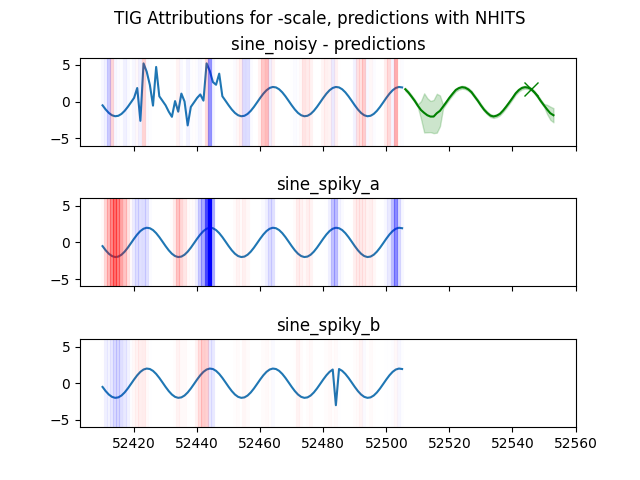 TIG Attributions for -scale, predictions with NHITS
sine_noisy - predictions
5
0
−5
sine_spiky_a
5
0
−5
sine_spiky_b
5
0
−5
52420 52440 52460 52480 52500 52520 52540 52560